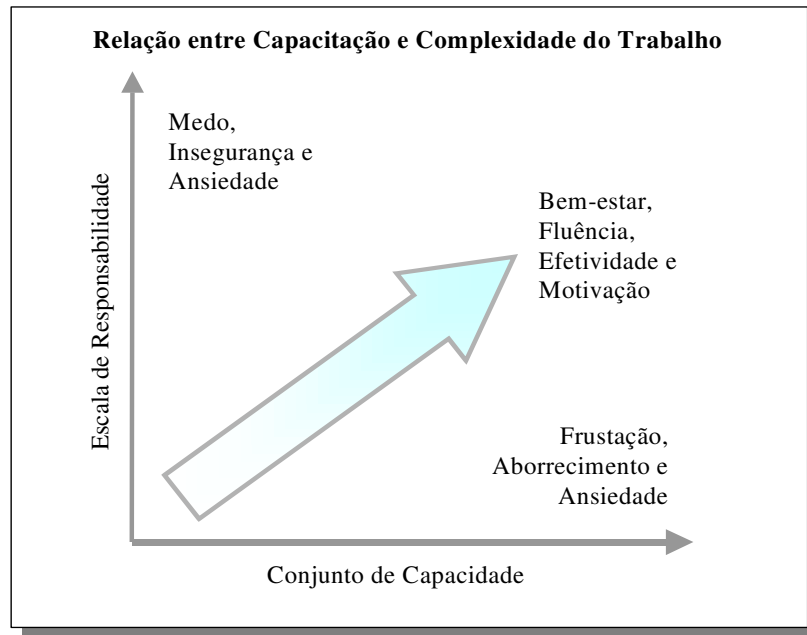 Relação entre Capacitação e Complexidade do Trabalho
Medo,
Insegurança e
Ansiedade
Bem-estar,
Fluência,
Efetividade e
Motivação
Escala de Responsabilidade
Frustação,
Aborrecimento e
Ansiedade
Conjunto de Capacidade